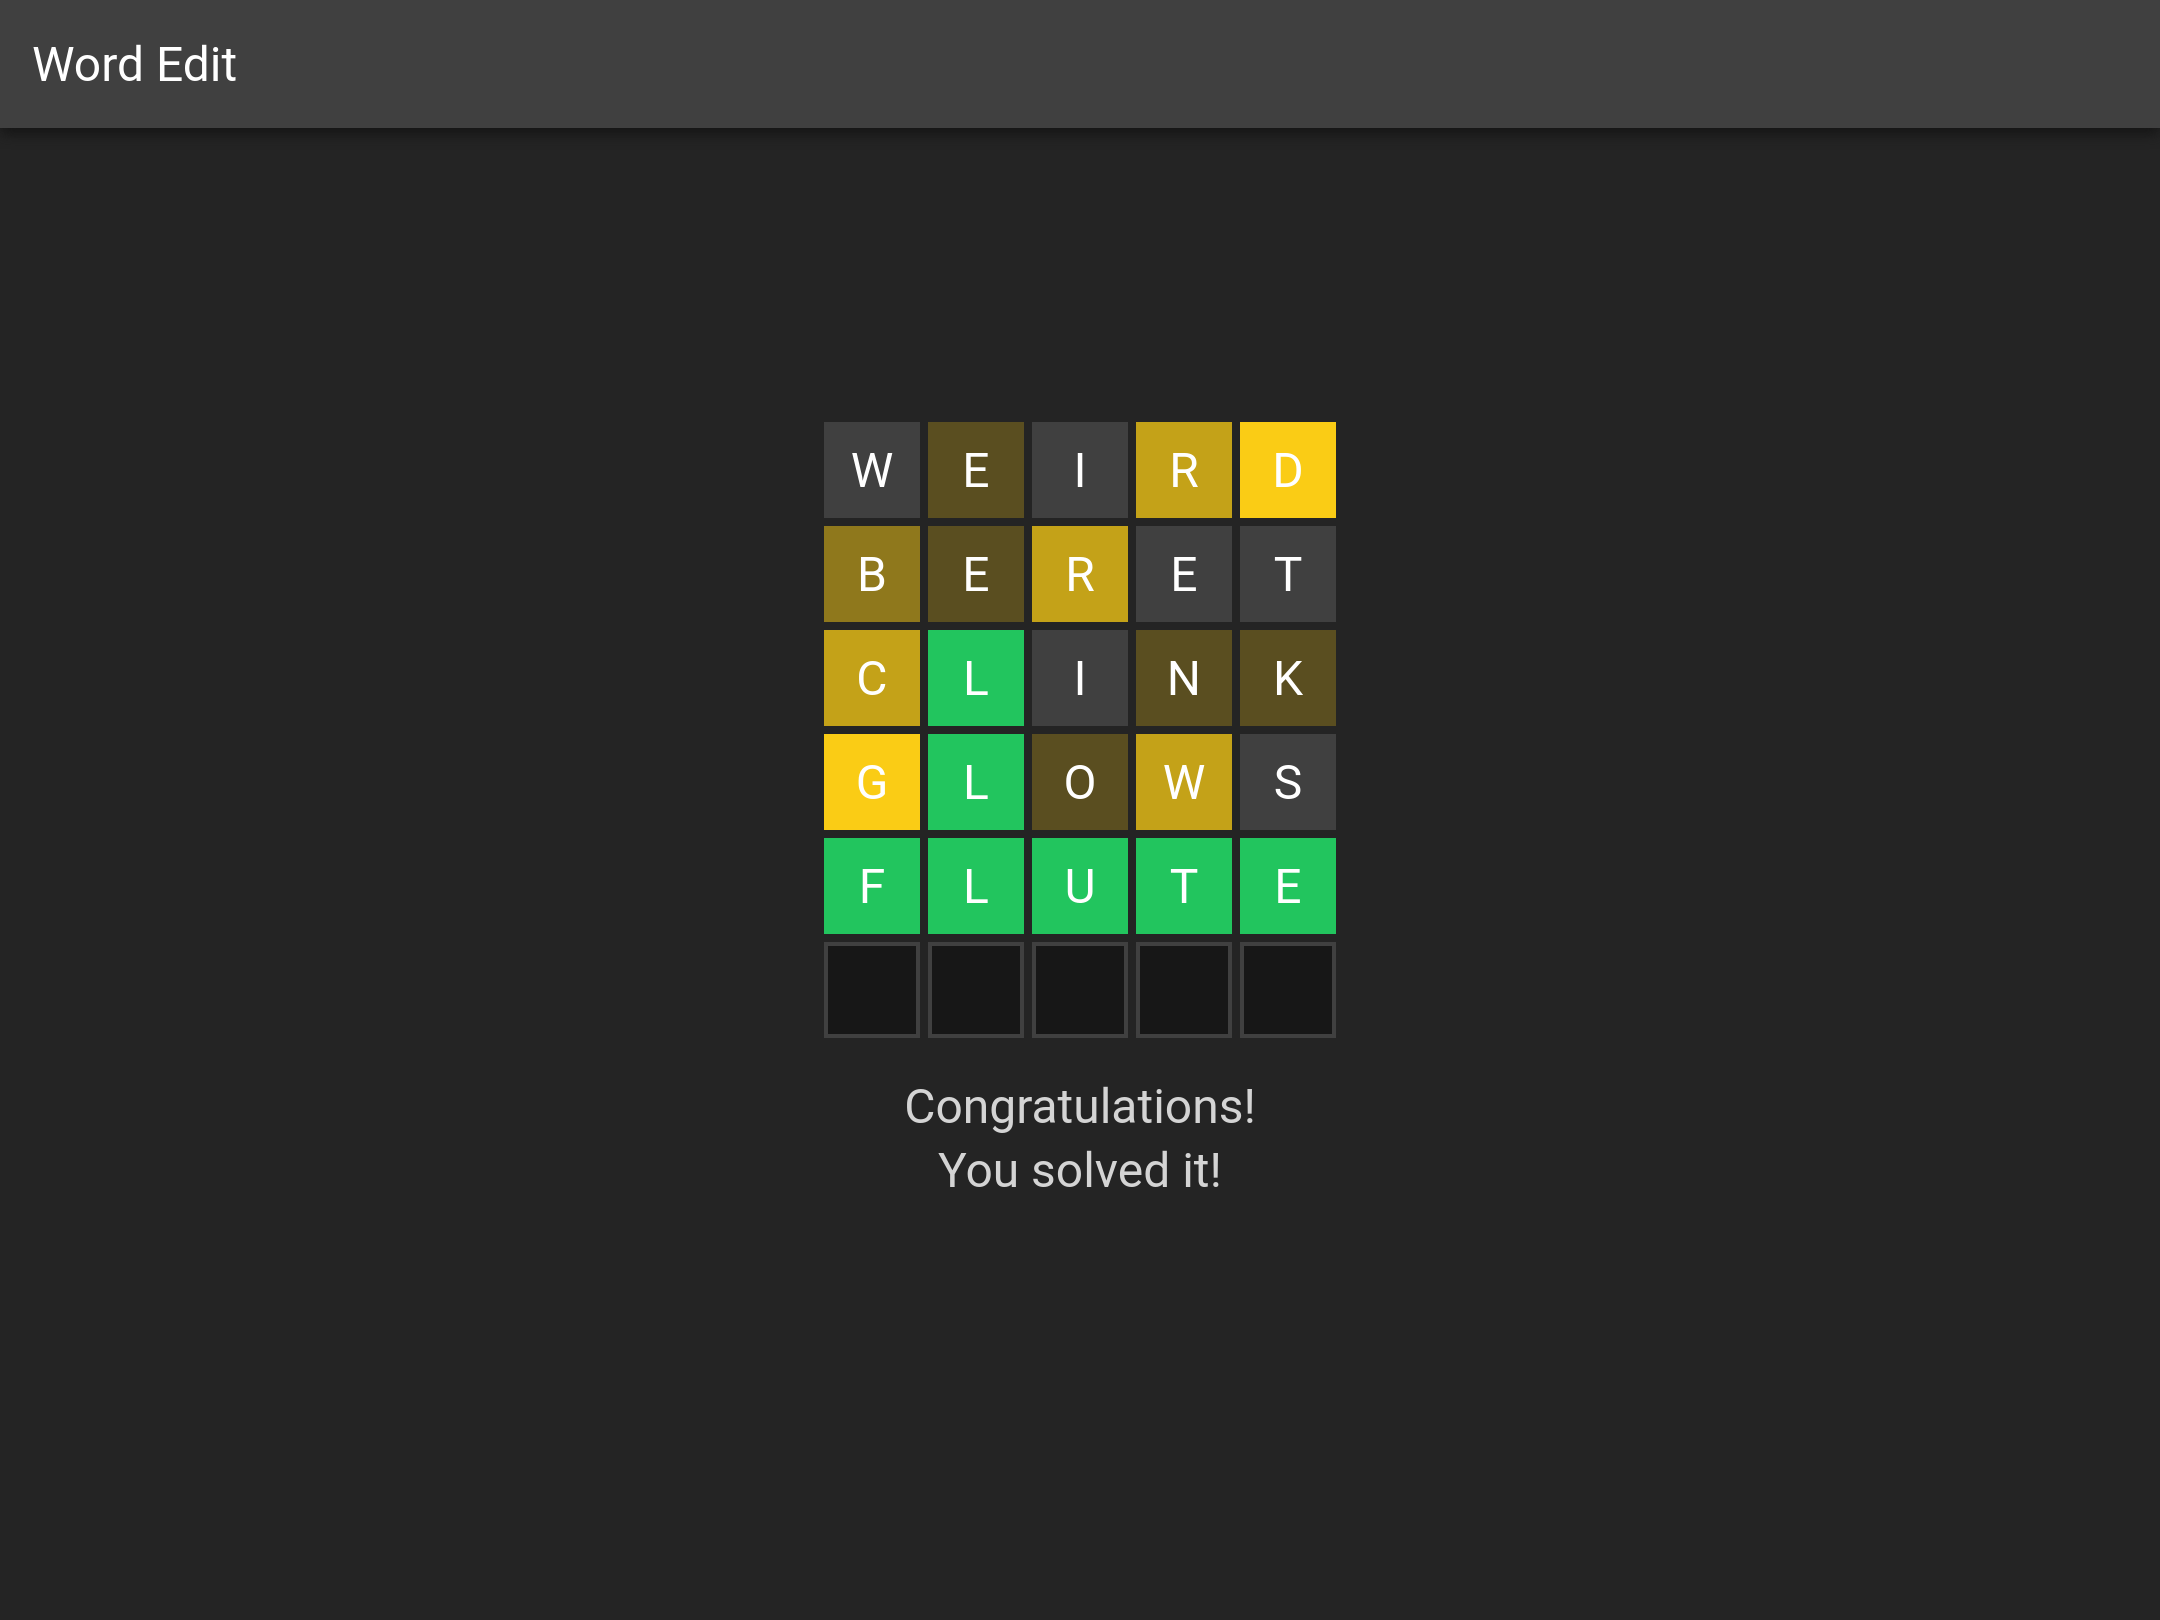 Word Edit
W E I R D
B E R E T
C L I N K
G L O W S
F L U T E
Congratulations!
You solved it!